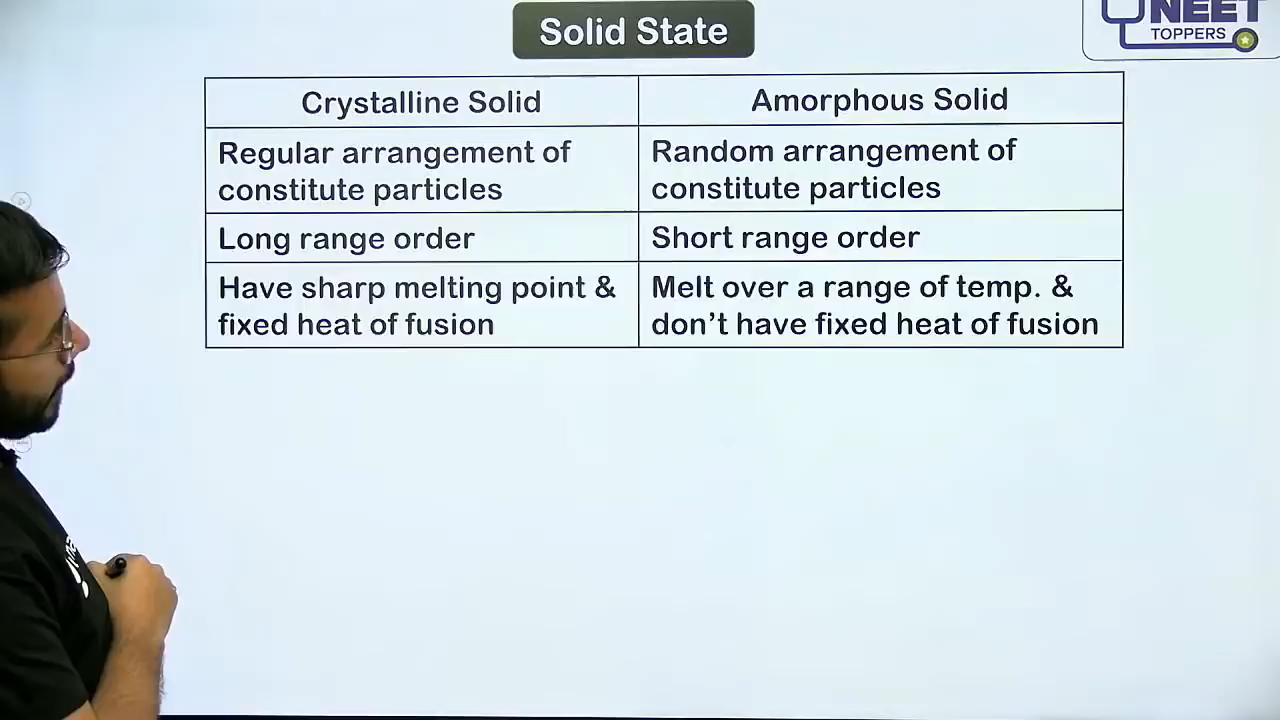 Solid State
NEET
TOPPERS
Crystalline Solid
Amorphous Solid
Regular arrangement of
constitute particles
Random arrangement of
constitute particles
Long range order
Short range order
Have sharp melting point &
fixed heat of fusion
Melt over a range of temp. &
don’t have fixed heat of fusion